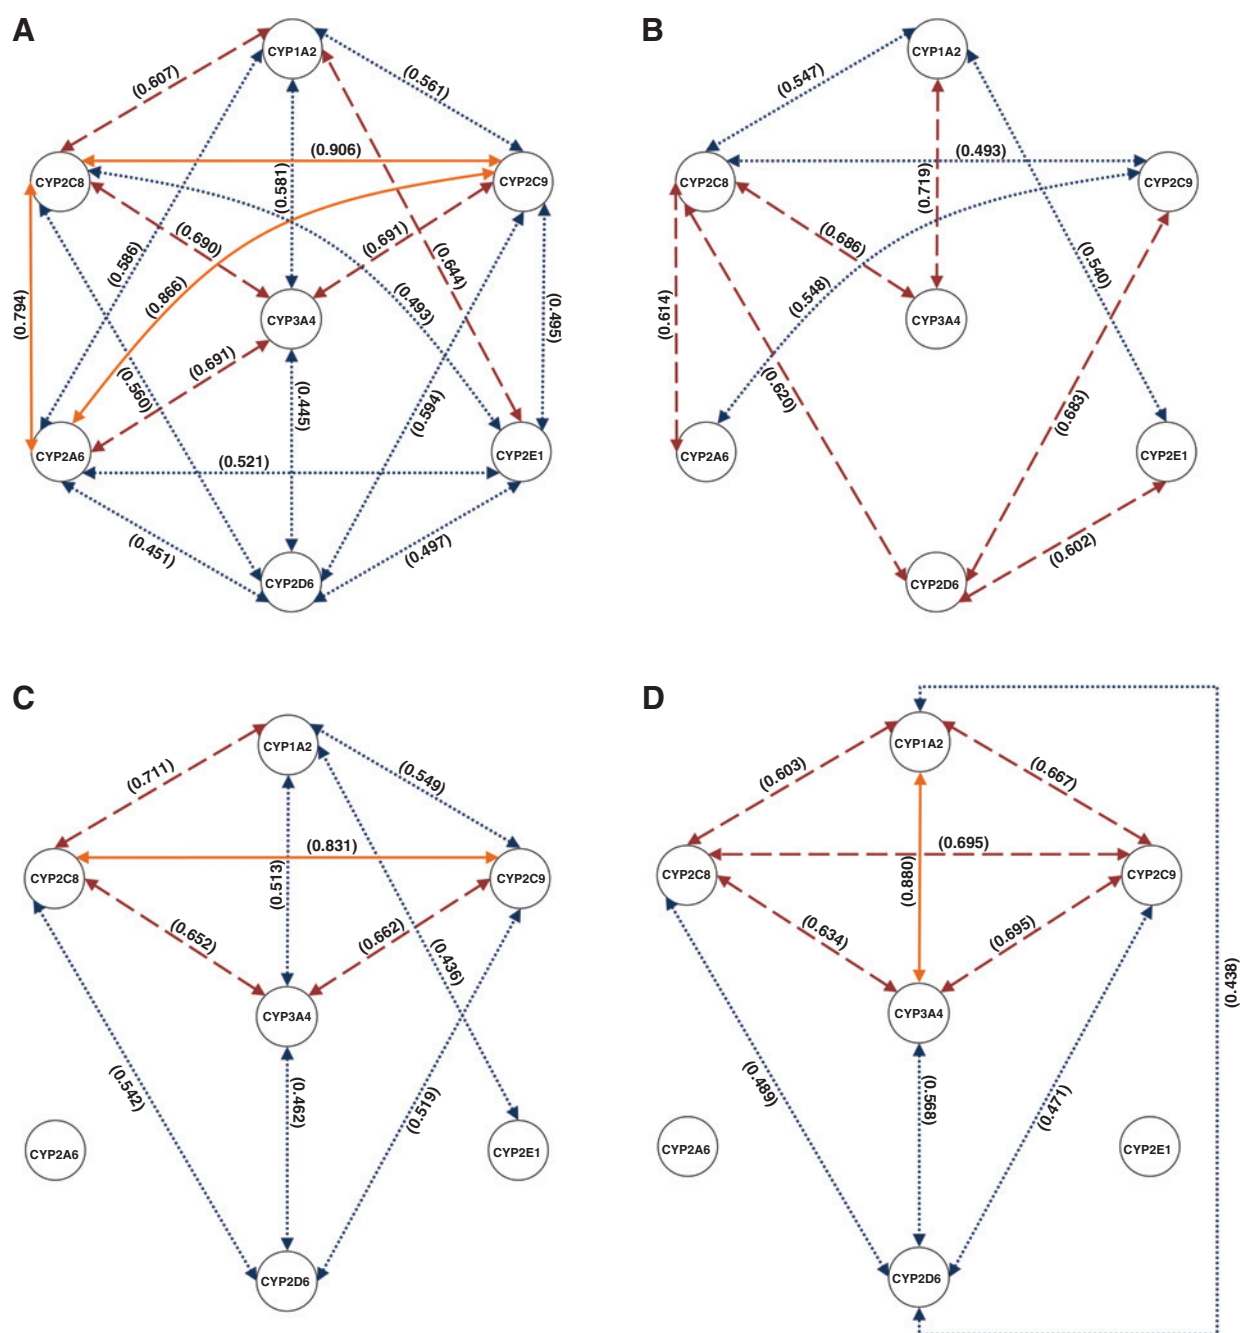 A
CYP1A2
(0.607)
(0.561)
(0.906)
CYP2C8
CYP2C9
(0.581)
(0.690)
(0.691)
(0.586)
(0.644)
(0.866)
(0.493)
(0.794)
(0.495)
CYP3A4
(0.691)
(0.560)
(0.445)
(0.594)
CYP2A6
CYP2E1
(0.521)
(0.451)
(0.497)
CYP2D6
B
CYP1A2
(0.547)
(0.493)
CYP2C8
(0.719)
CYP2C9
(0.686)
(0.540)
(0.548)
(0.614)
CYP3A4
(0.620)
(0.683)
CYP2A6
CYP2E1
(0.602)
CYP2D6
C
CYP1A2
(0.711)
(0.549)
(0.831)
CYP2C8
(0.513)
CYP2C9
(0.652)
(0.662)
(0.436)
CYP3A4
(0.542)
(0.462)
(0.519)
CYP2A6
CYP2E1
CYP2D6
D
CYP1A2
(0.603)
(0.667)
(0.695)
CYP2C8
(0.880)
CYP2C9
(0.634)
(0.695)
(0.438)
CYP3A4
(0.489)
(0.568)
(0.471)
CYP2A6
CYP2E1
CYP2D6